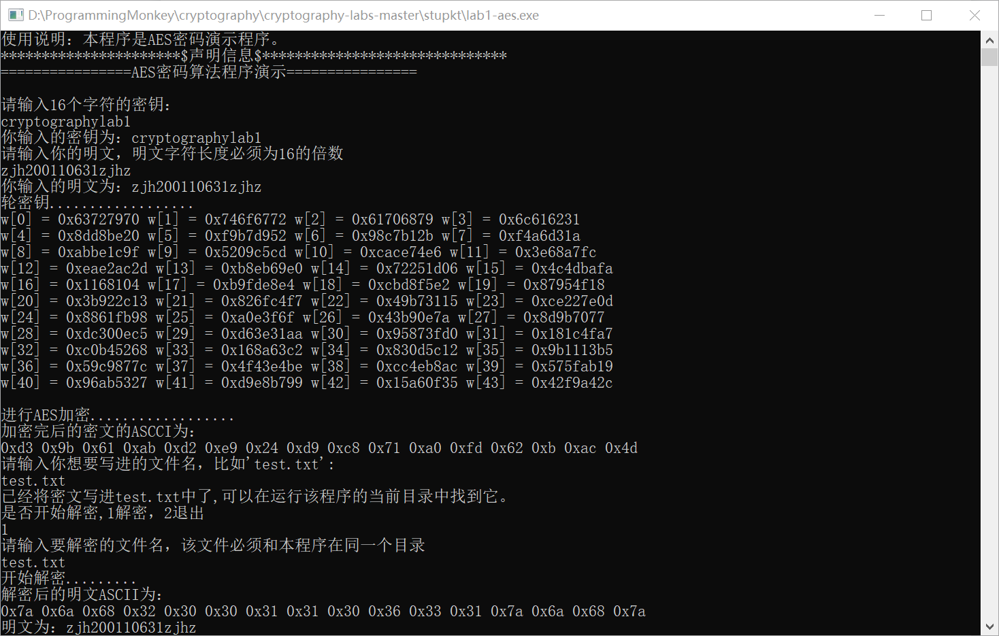 D:\ProgrammingMonkey\cryptography\cryptography-labs-master\stupkt\lab1-aes.exe
使用说明：本程序是AES密码演示程序。
**********************$声明信息$******************************
================AES密码算法程序演示================
请输入16个字符的密钥：
cryptographylab1
你输入的密钥为：cryptographylab1
请输入你的明文，明文字符长度必须为16的倍数
zjh200110631zjhz
你输入的明文为：zjh200110631zjhz
轮密钥..................
w[0] = 0x63727970 w[1] = 0x746f6772 w[2] = 0x61706879 w[3] = 0x6c616231
w[4] = 0x8dd8be20 w[5] = 0xf9b7d952 w[6] = 0x98c7b12b w[7] = 0xf4a6d31a
w[8] = 0xabbe1c9f w[9] = 0x5209c5cd w[10] = 0xcace74e6 w[11] = 0x3e68a7fc
w[12] = 0xeae2ac2d w[13] = 0xb8eb69e0 w[14] = 0x72251d06 w[15] = 0x4c4dbafa
w[16] = 0x1168104 w[17] = 0xb9fde8e4 w[18] = 0xcbd8f5e2 w[19] = 0x87954f18
w[20] = 0x3b922c13 w[21] = 0x826fc4f7 w[22] = 0x49b73115 w[23] = 0xce227e0d
w[24] = 0x8861fb98 w[25] = 0xa0e3f6f w[26] = 0x43b90e7a w[27] = 0x8d9b7077
w[28] = 0xdc300ec5 w[29] = 0xd63e31aa w[30] = 0x95873fd0 w[31] = 0x181c4fa7
w[32] = 0xc0b45268 w[33] = 0x168a63c2 w[34] = 0x830d5c12 w[35] = 0x9b1113b5
w[36] = 0x59c9877c w[37] = 0x4f43e4be w[38] = 0xcc4eb8ac w[39] = 0x575fab19
w[40] = 0x96ab5327 w[41] = 0xd9e8b799 w[42] = 0x15a60f35 w[43] = 0x42f9a42c
进行AES加密..................
加密完后的密文的ASCCI为：
0xd3 0x9b 0x61 0xab 0xd2 0xe9 0x24 0xd9 0xc8 0x71 0xa0 0xfd 0x62 0xb 0xac 0x4d
请输入你想要写进的文件名，比如'test.txt':
test.txt
已经将密文写进test.txt中了,可以在运行该程序的当前目录中找到它。
是否开始解密,1解密，2退出
1
请输入要解密的文件名，该文件必须和本程序在同一个目录
test.txt
开始解密.........
解密后的明文ASCII为：
0x7a 0x6a 0x68 0x32 0x30 0x30 0x31 0x31 0x30 0x36 0x33 0x31 0x7a 0x6a 0x68 0x7a
明文为：zjh200110631zjhz